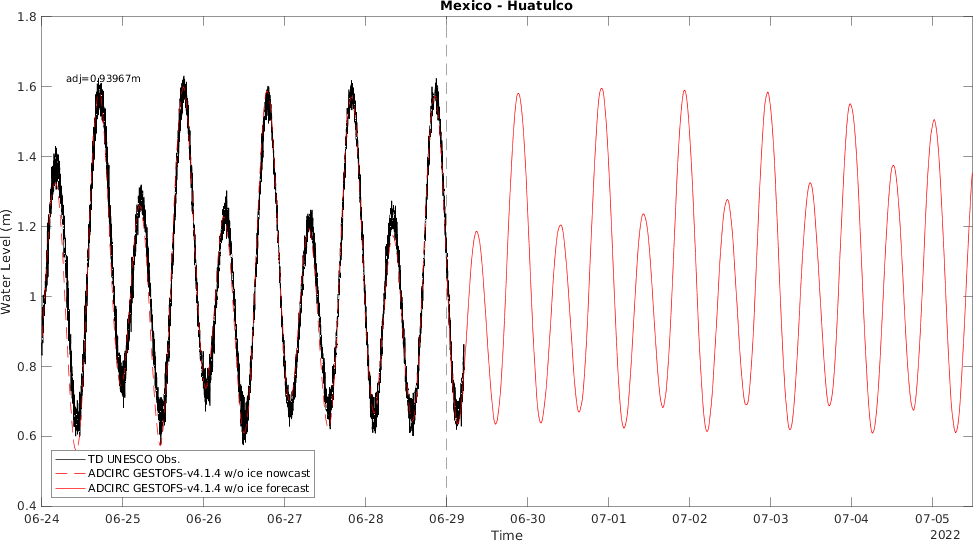 Mexico - Huatulco
1.8
1.6
1.4
1.2
1
0.8
0.6
0.4
Water Level (m)
adj=0.93967m
TD UNESCO Obs.
ADCIRC GESTOFS-v4.1.4 w/o ice nowcast
ADCIRC GESTOFS-v4.1.4 w/o ice forecast
06-24 06-25 06-26 06-27 06-28 06-29 06-30 07-01 07-02 07-03 07-04 07-05
2022
Time